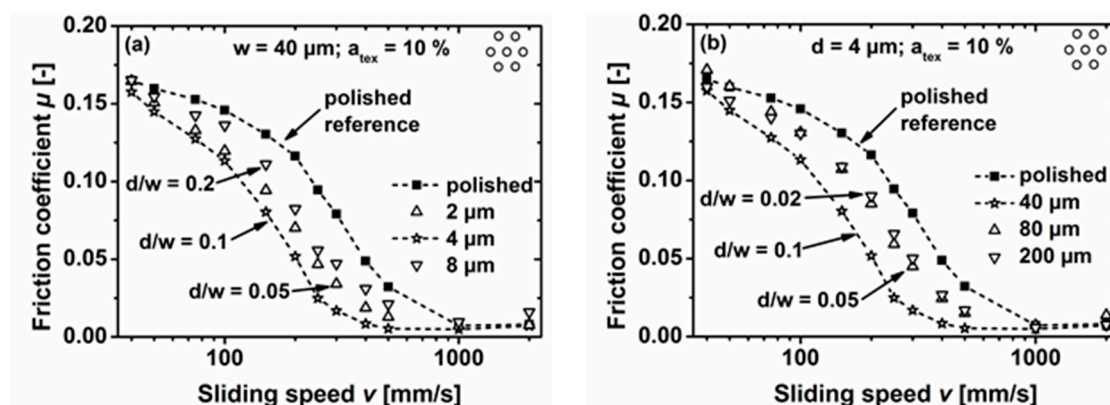 (a)
w = 40 µm; a_tex = 10 %
0.20
0.15
0.10
0.05
0.00
Friction coefficient µ [-]
polished
reference
d/w = 0.2
d/w = 0.1
d/w = 0.05
polished
2 µm
4 µm
8 µm
100
1000
Sliding speed v [mm/s]
(b)
d = 4 µm; a_tex = 10 %
0.20
0.15
0.10
0.05
0.00
Friction coefficient µ [-]
polished
reference
d/w = 0.02
d/w = 0.1
d/w = 0.05
polished
40 µm
80 µm
200 µm
100
1000
Sliding speed v [mm/s]